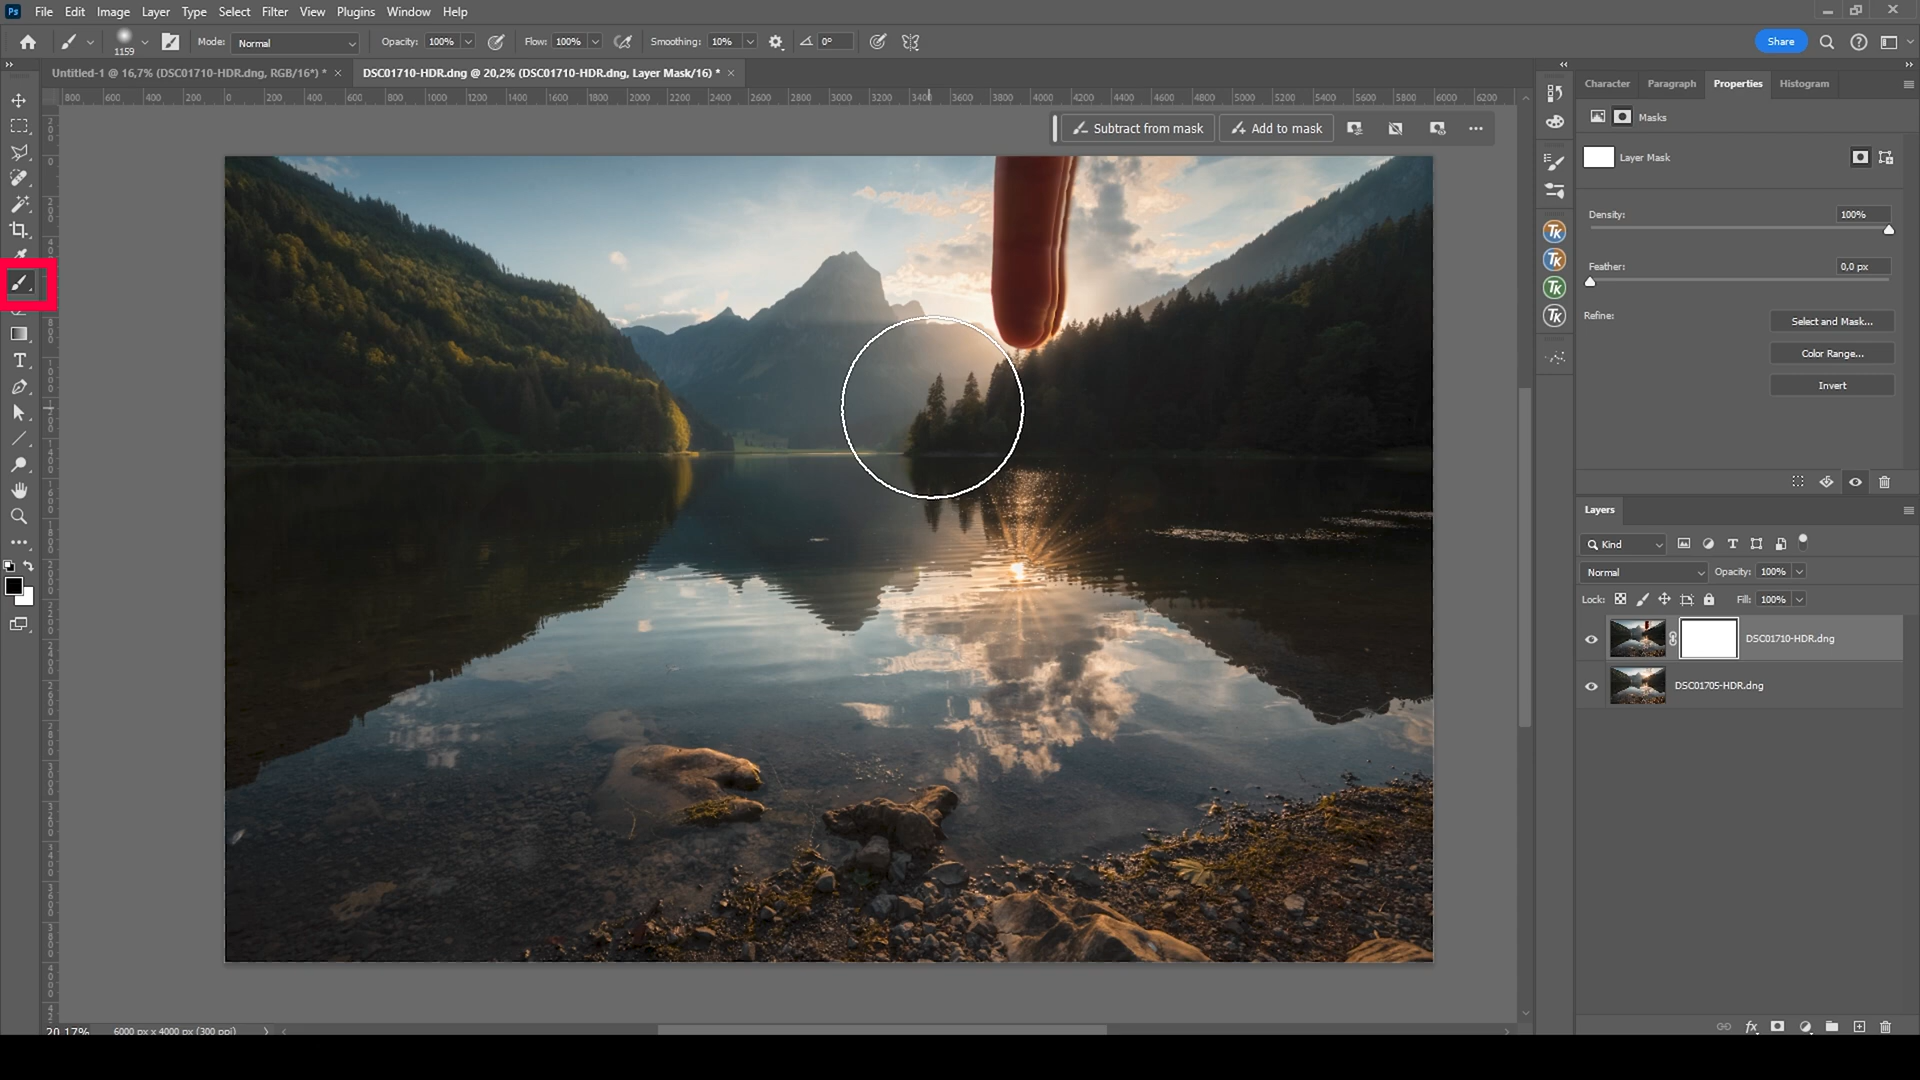 Ps File Edit Image Layer Type Select Filter View Plugins Window Help
1159 Mode: Normal Opacity: 100% Flow: 100% Smoothing: 10% 0° Share
Untitled-1 @ 16,7% (DSC01710-HDR.dng, RGB/16*) * × DSC01710-HDR.dng @ 20,2% (DSC01710-HDR.dng, Layer Mask/16) * ×
800 600 400 200 0 200 400 600 800 1000 1200 1400 1600 1800 2000 2200 2400 2600 2800 3000 3200 3400 3600 3800 4000 4200 4400 4600 4800 5000 5200 5400 5600 5800 6000 6200
Subtract from mask Add to mask
Character Paragraph Properties Histogram
Masks
Layer Mask
Density: 100%
Feather: 0,0 px
Refine: Select and Mask...
Color Range...
Invert
TK
TK
TK
TK
Layers
Kind
Normal Opacity: 100%
Lock: Fill: 100%
DSC01710-HDR.dng
DSC01705-HDR.dng
fx
20,17% 6000 px x 4000 px (300 ppi)